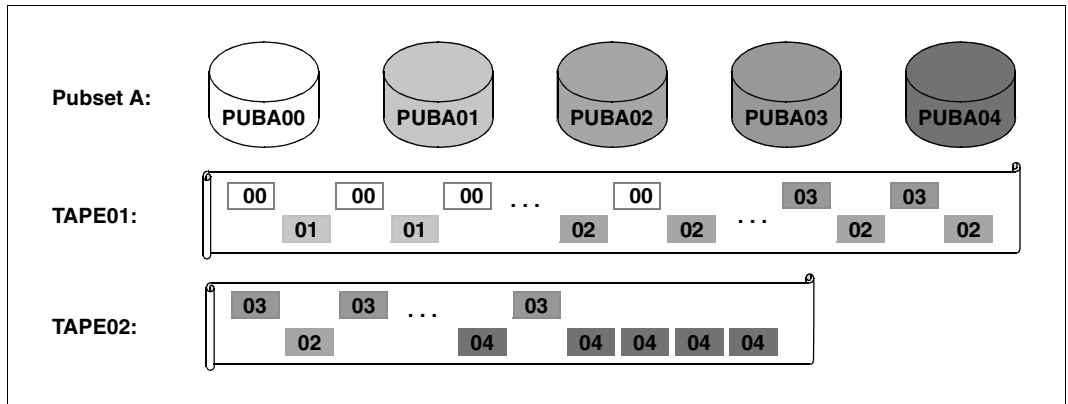 Pubset A: PUBA00 PUBA01 PUBA02 PUBA03 PUBA04
TAPE01: 00 00 00 . . . 00 03 03
01 01 02 02 . . . 02 02
TAPE02: 03 03 . . . 03
02 04 04 04 04 04